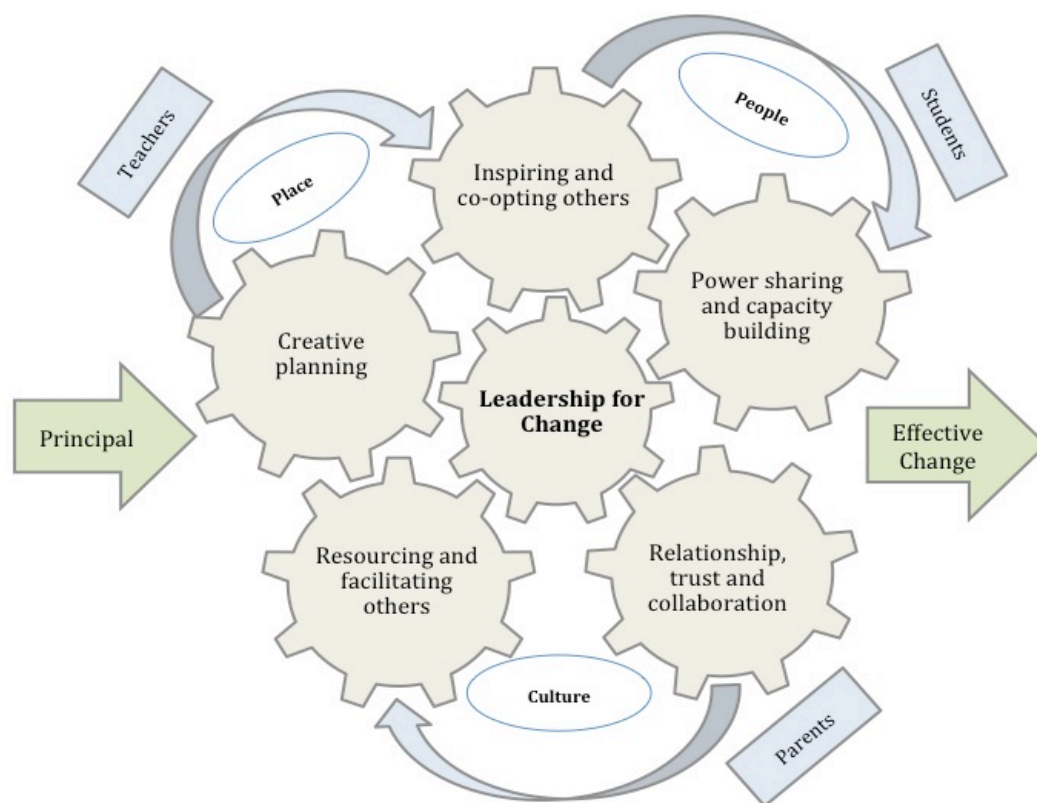 Teachers
Place
Inspiring and
co-opting others
People
Students
Creative
planning
Power sharing
and capacity
building
Principal
Leadership for
Change
Effective
Change
Resourcing and
facilitating
others
Relationship,
trust and
collaboration
Culture
Parents